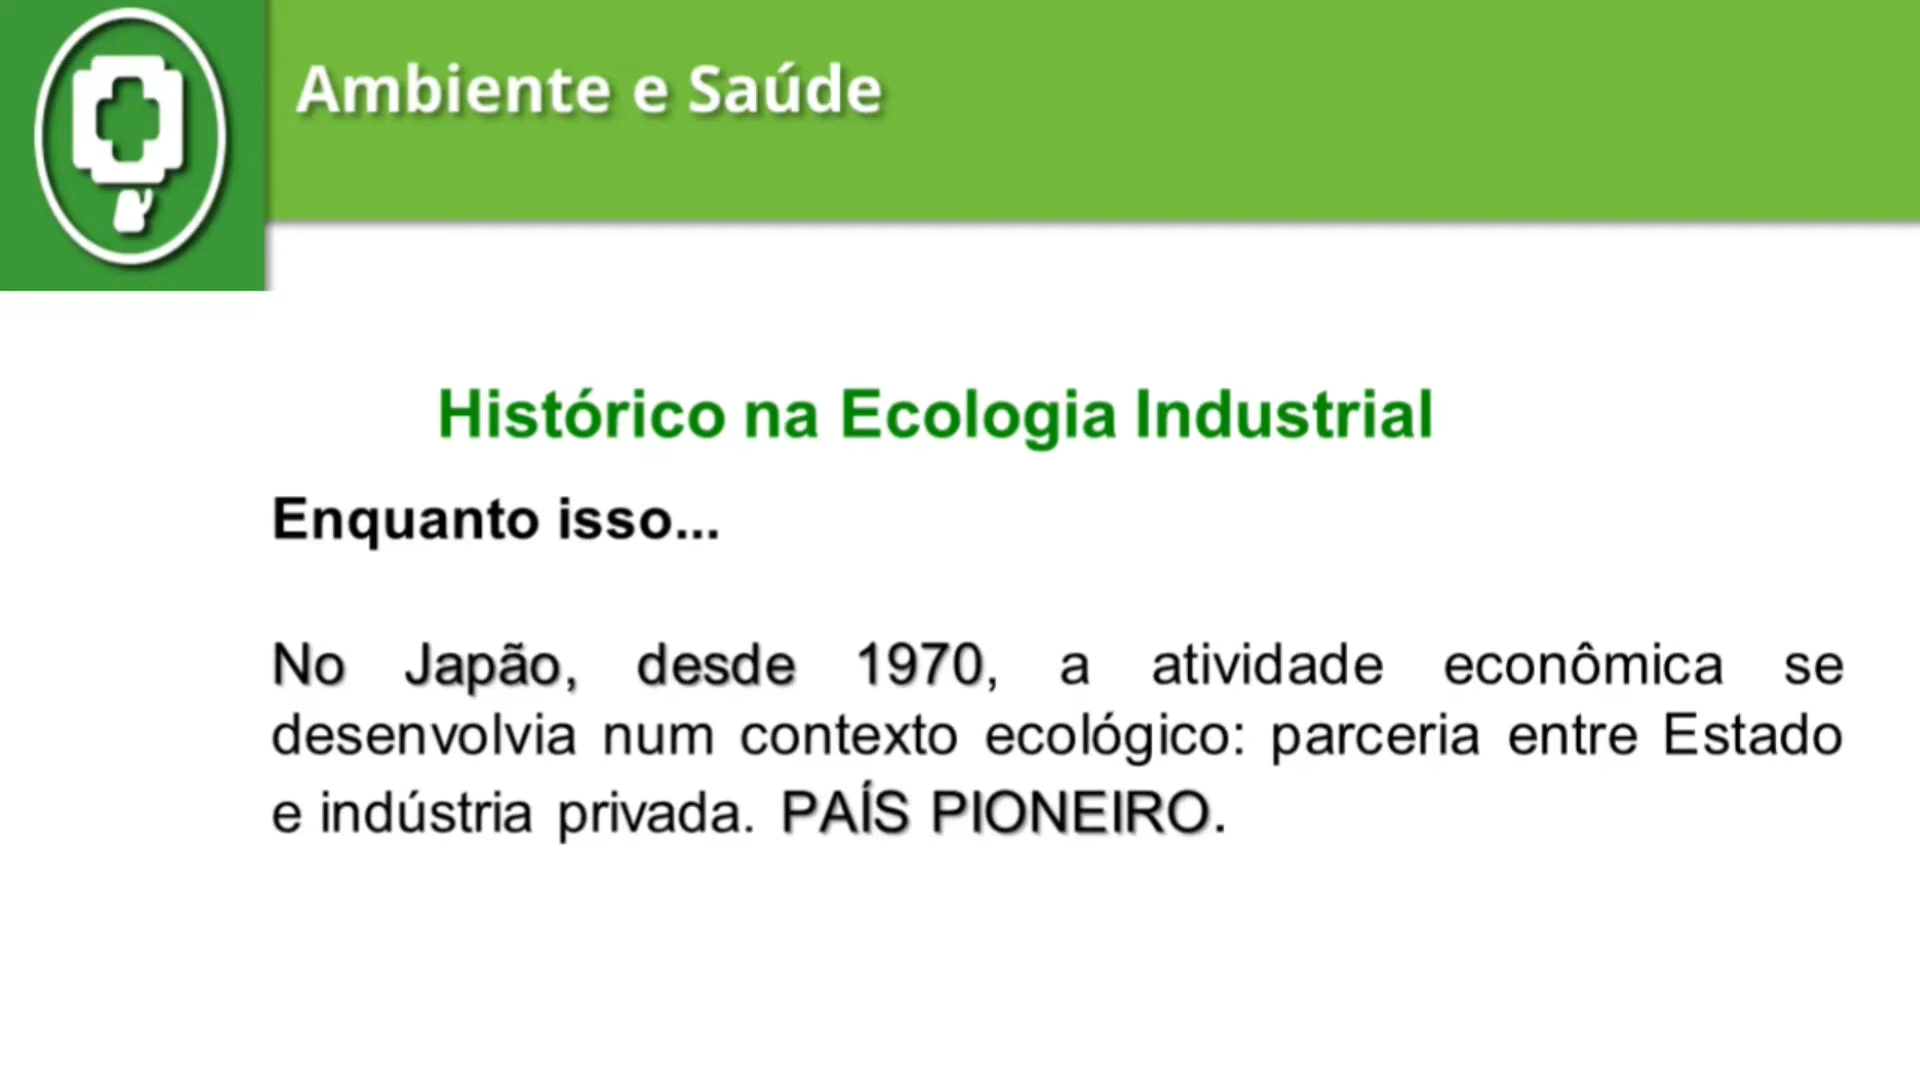 Ambiente e Saúde
Histórico na Ecologia Industrial
Enquanto isso...
No Japão, desde 1970, a atividade econômica se
desenvolvia num contexto ecológico: parceria entre Estado
e indústria privada. PAÍS PIONEIRO.